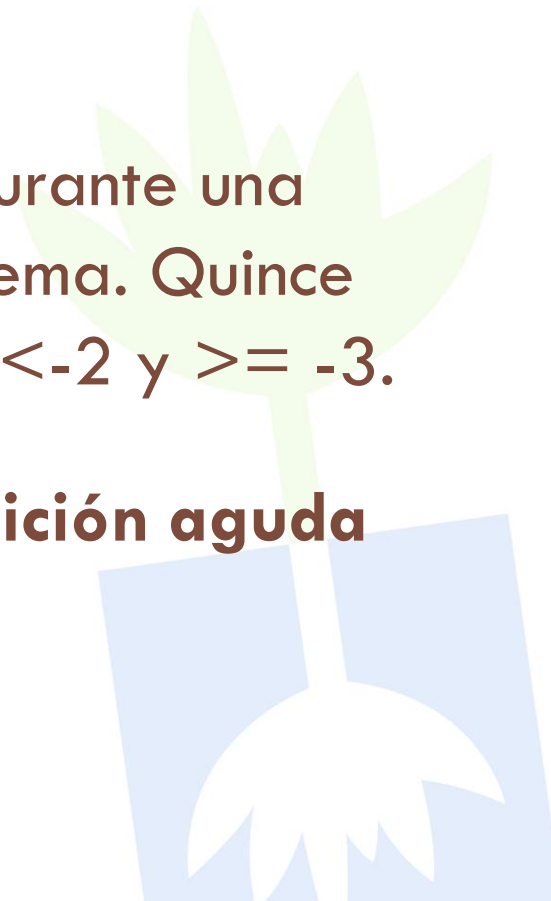 urante una
ema. Quince
<-2 y >= -3.
ición aguda